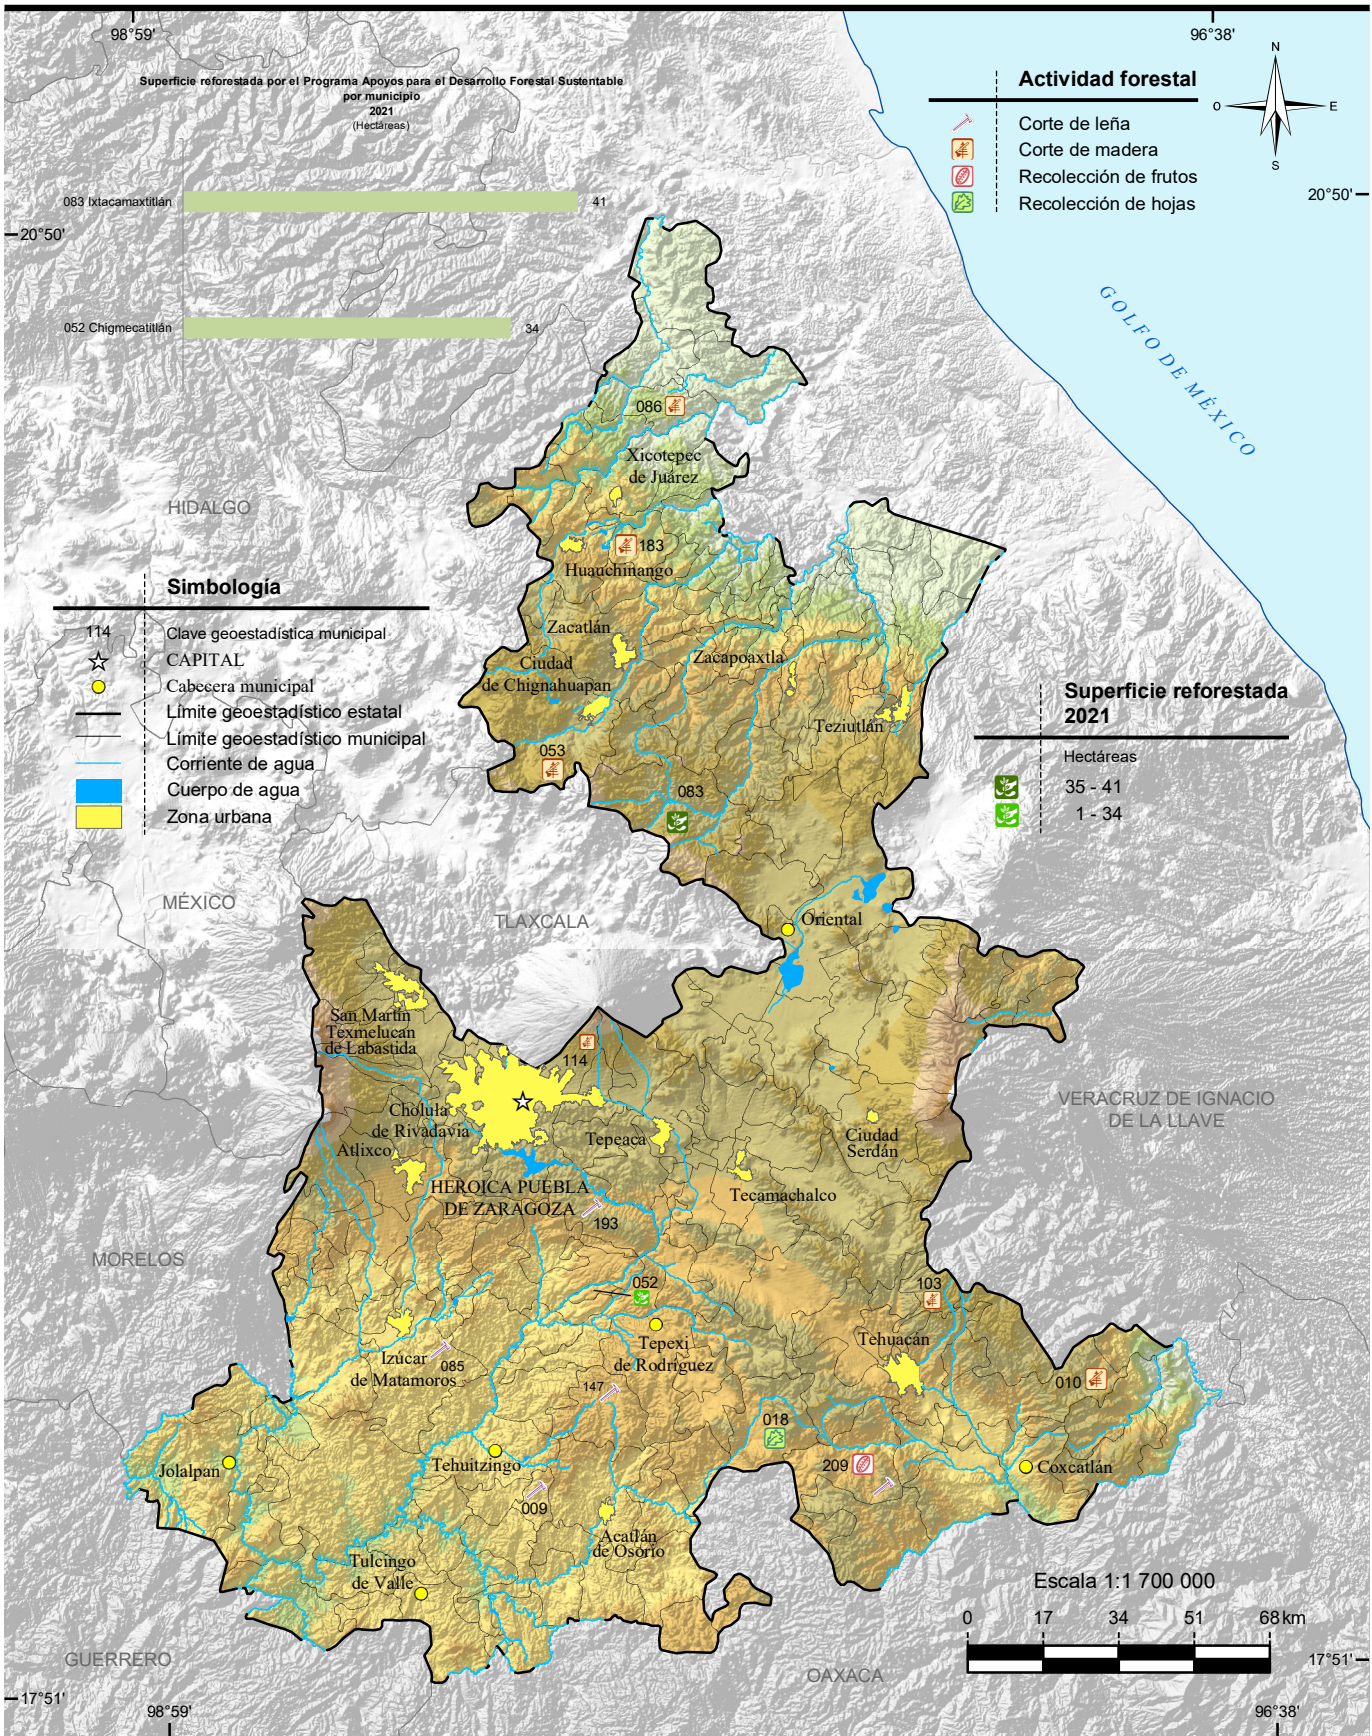 98°59'
96°38'
Superficie reforestada por el Programa Apoyos para el Desarrollo Forestal Sustentable
por municipio
2021
(Hectáreas)
083 Ixtacamaxtitlán
41
052 Chigmecatitlán
34
Actividad forestal
Corte de leña
Corte de madera
Recolección de frutos
Recolección de hojas
N
O
E
S
20°50'
20°50'
GOLFO DE MÉXICO
086
Xicotepec
de Juárez
HIDALGO
183
Huauchinango
Simbología
114
Clave geoestadística municipal
CAPITAL
Cabecera municipal
Límite geoestadístico estatal
Límite geoestadístico municipal
Corriente de agua
Cuerpo de agua
Zona urbana
Zacatlán
Ciudad
de Chignahuapan
Zacapoaxtla
Teziutlán
053
083
Superficie reforestada
2021
Hectáreas
35 - 41
1 - 34
MÉXICO
TLAXCALA
Oriental
San Martín
Texmelucan
de Labastida
114
Cholula
de Rivadavia
Atlixco
Tepeaca
Ciudad
Serdán
VERACRUZ DE IGNACIO
DE LA LLAVE
HEROICA PUEBLA
DE ZARAGOZA
Tecamachalco
193
MORELOS
052
103
Tepexi
de Rodríguez
Tehuacán
Izúcar
de Matamoros
085
147
010
018
Jolalpan
Tehuitzingo
209
Coxcatlán
009
Acatlán
de Osorio
Tulcingo
de Valle
Escala 1:1 700 000
0 17 34 51 68 km
GUERRERO
OAXACA
17°51'
17°51'
98°59'
96°38'